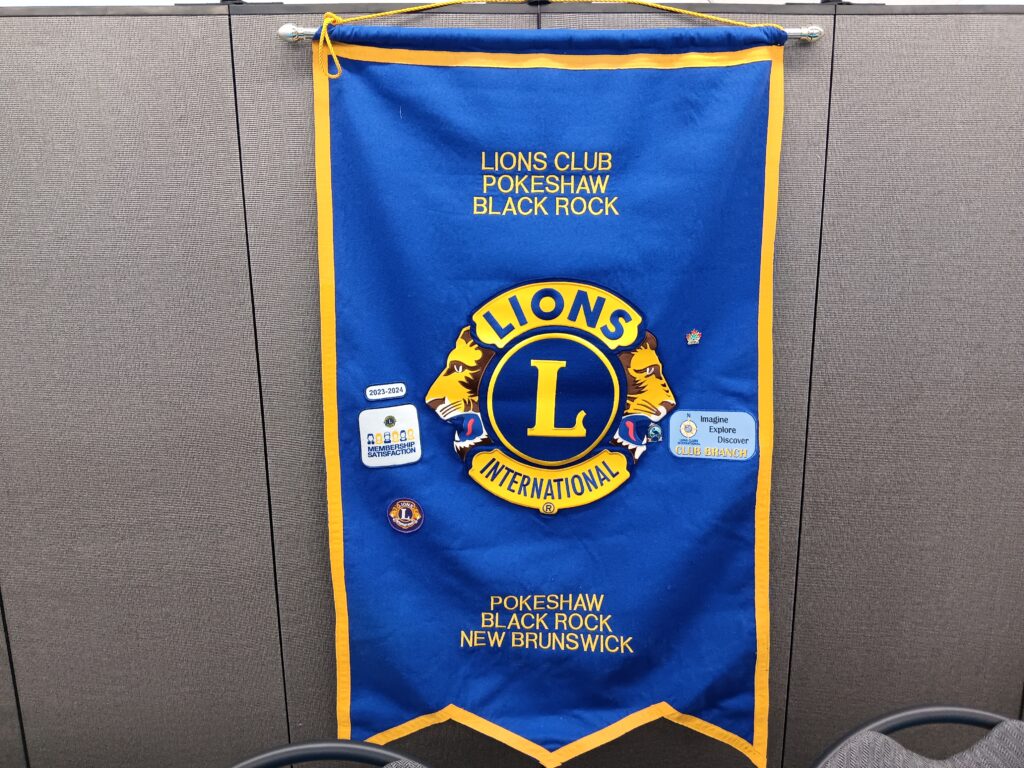 LIONS CLUB
POKESHAW
BLACK ROCK
LIONS
L
INTERNATIONAL
®
2023-2024
MEMBERSHIP
SATISFACTION
N
Imagine
Explore
Discover
CLUB BRANCH
LIONS
POKESHAW
BLACK ROCK
NEW BRUNSWICK